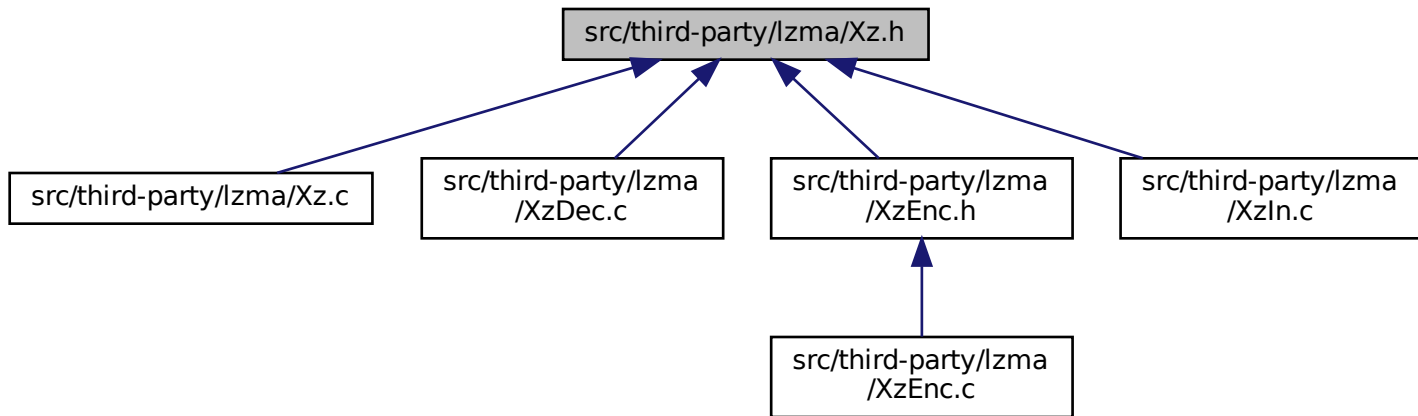 src/third-party/lzma/Xz.h
src/third-party/lzma/Xz.c
src/third-party/lzma
/XzDec.c
src/third-party/lzma
/XzEnc.h
src/third-party/lzma
/XzIn.c
src/third-party/lzma
/XzEnc.c